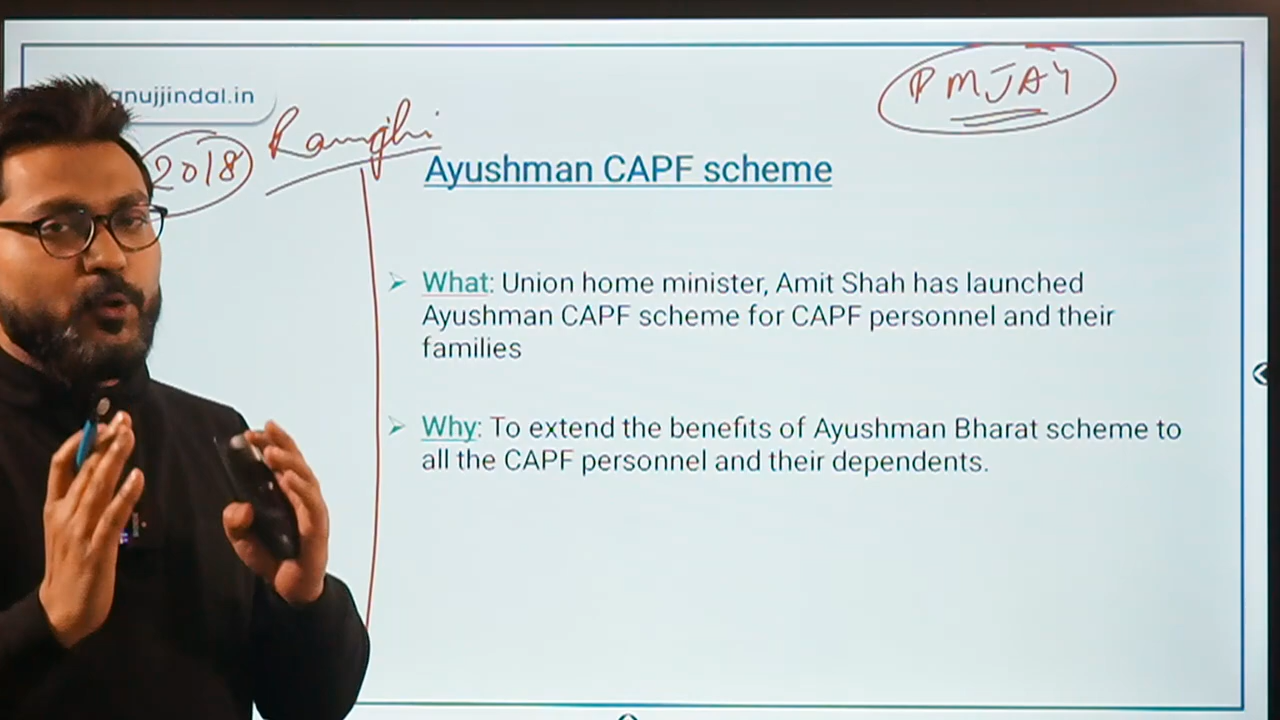 anujjindal.in
PMJAY
2018 Ranghi
Ayushman CAPF scheme
What: Union home minister, Amit Shah has launched
Ayushman CAPF scheme for CAPF personnel and their
families
Why: To extend the benefits of Ayushman Bharat scheme to
all the CAPF personnel and their dependents.